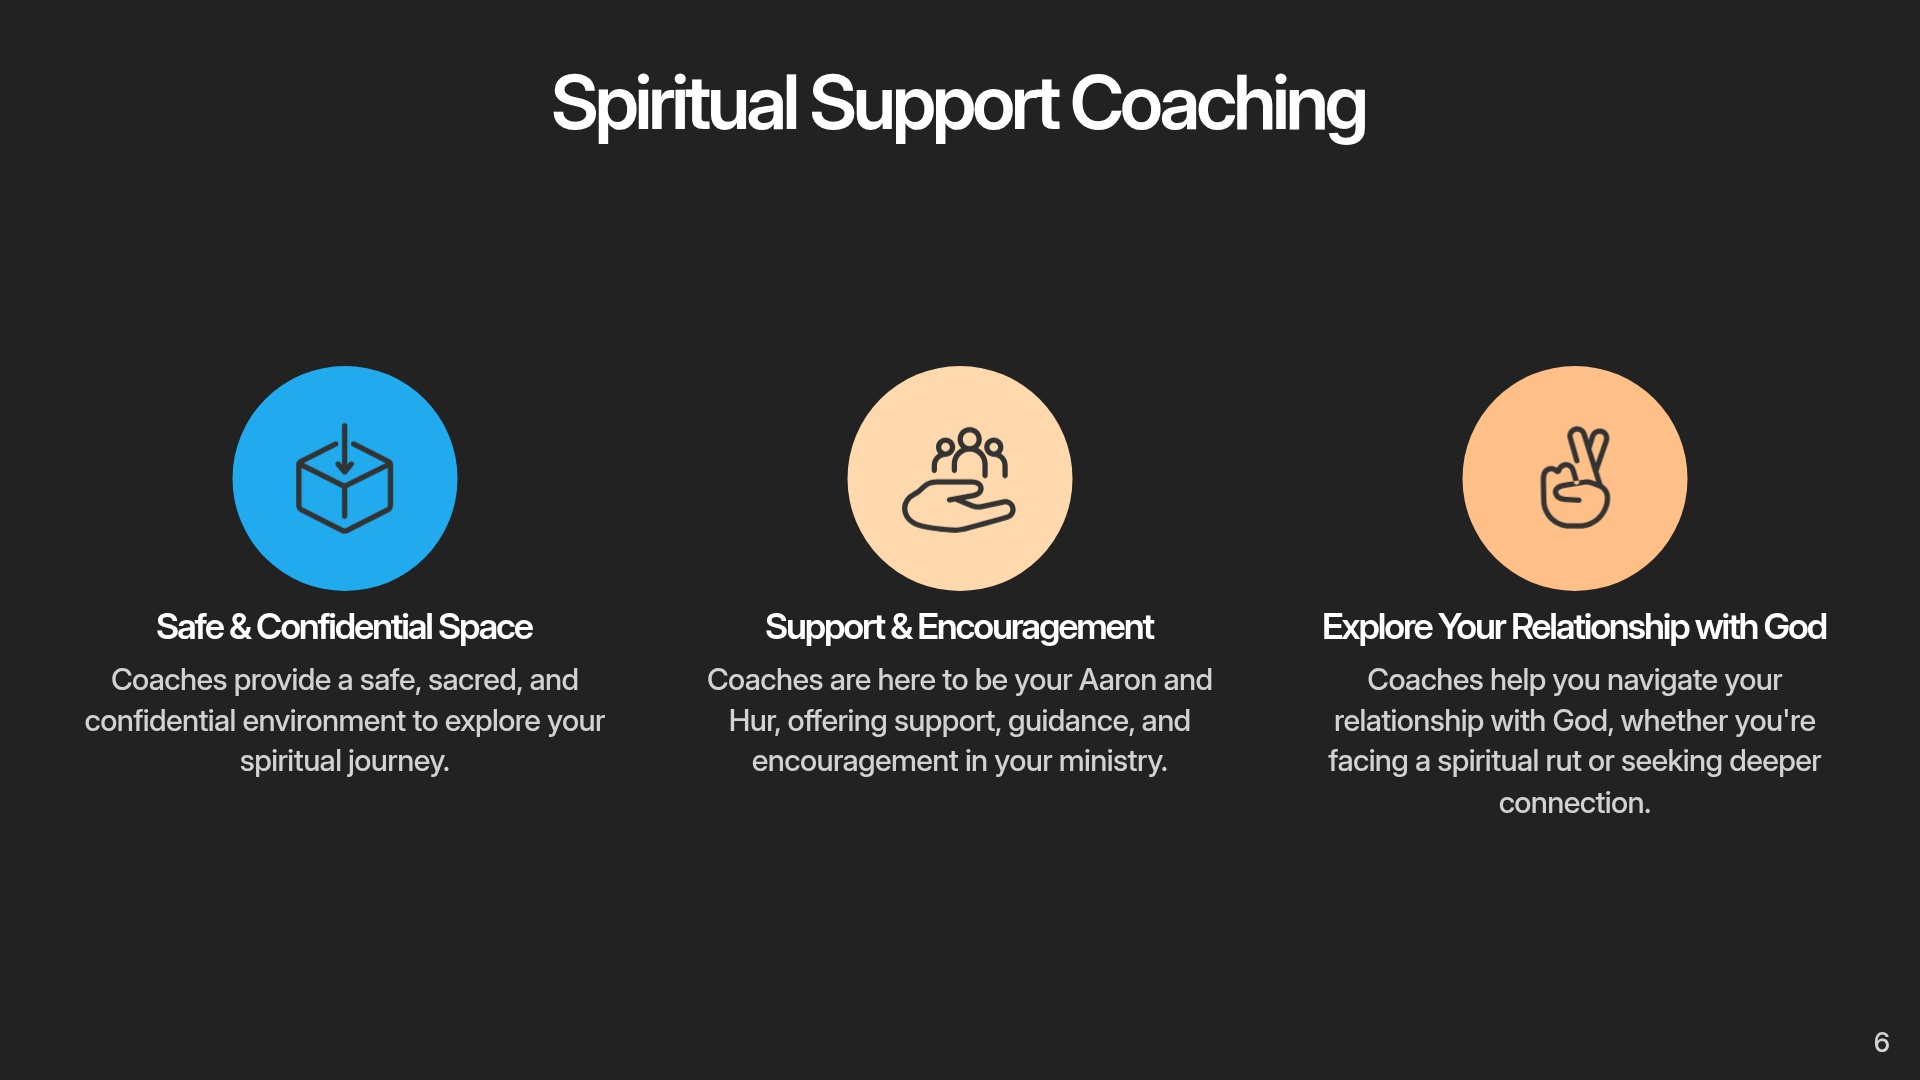 Spiritual Support Coaching
Safe & Confidential Space
Coaches provide a safe, sacred, and
confidential environment to explore your
spiritual journey.
Support & Encouragement
Coaches are here to be your Aaron and
Hur, offering support, guidance, and
encouragement in your ministry.
Explore Your Relationship with God
Coaches help you navigate your
relationship with God, whether you're
facing a spiritual rut or seeking deeper
connection.
6